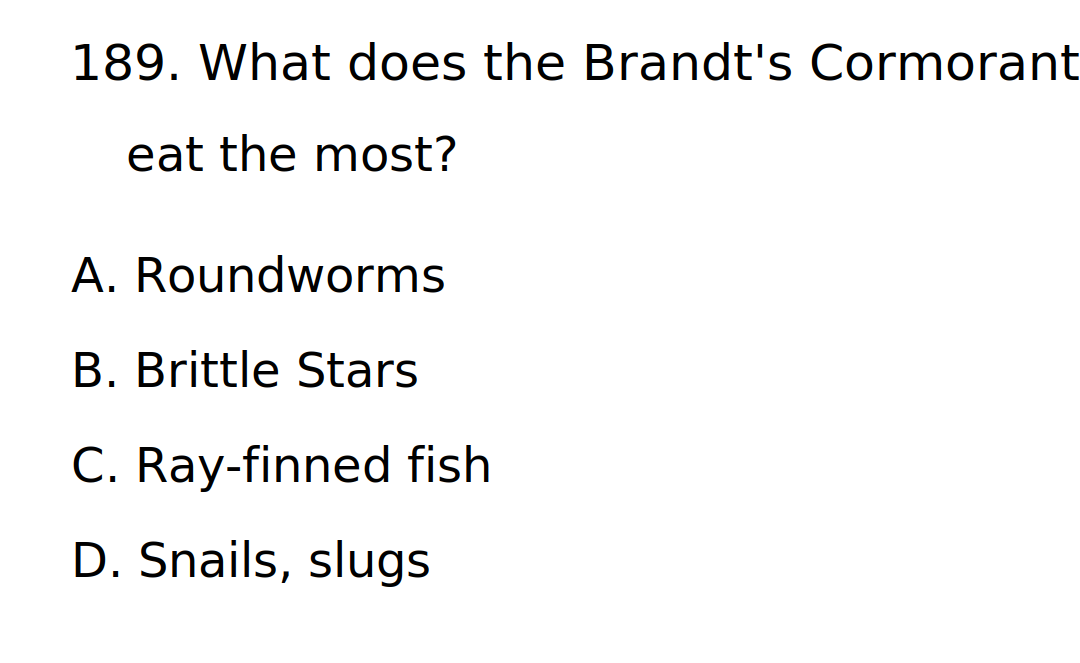 189. What does the Brandt's Cormorant
eat the most?
A. Roundworms
B. Brittle Stars
C. Ray-finned fish
D. Snails, slugs